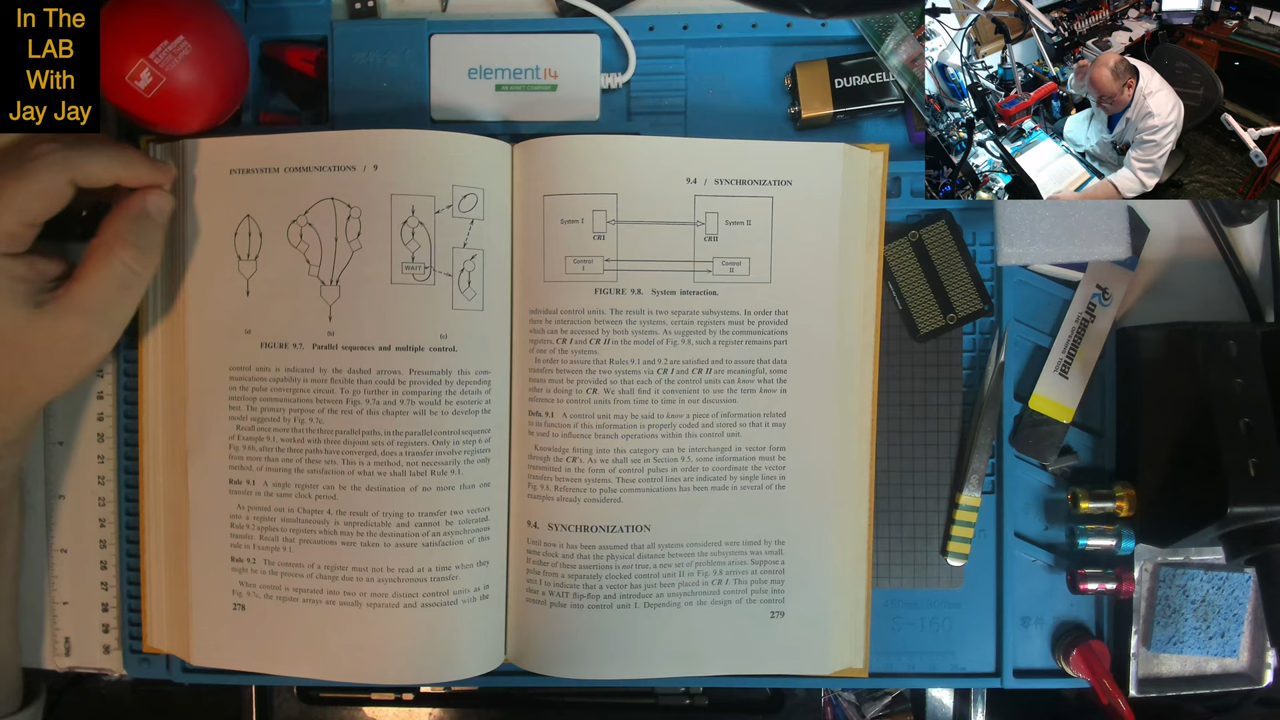 In The
LAB
With
Jay Jay
element14
AN AVNET COMPANY
DURACELL
INTERSYSTEM COMMUNICATIONS / 9
WAIT
(a)
(b)
(c)
FIGURE 9.7. Parallel sequences and multiple control.
control units is indicated by the dashed arrows. Presumably this com-
munications capability is more flexible than could be provided by depending
on the pulse convergence circuit. To go further in comparing the details of
interloop communications between Figs. 9.7a and 9.7b would be esoteric at
best. The primary purpose of the rest of this chapter will be to develop the
model suggested by Fig. 9.7c.
Recall once more that the three parallel paths, in the parallel control sequence
of Example 9.1, worked with three disjoint sets of registers. Only in step 6 of
Fig. 9.6b, after the three paths have converged, does a transfer involve registers
from more than one of these sets. This is a method, not necessarily the only
method, of insuring the satisfaction of what we shall label Rule 9.1.
Rule 9.1 A single register can be the destination of no more than one
transfer in the same clock period.
As pointed out in Chapter 4, the result of trying to transfer two vectors
into a register simultaneously is unpredictable and cannot be tolerated.
Rule 9.2 applies to registers which may be the destination of an asynchronous
transfer. Recall that precautions were taken to assure satisfaction of this
rule in Example 9.1.
Rule 9.2 The contents of a register must not be read at a time when they
might be in the process of change due to an asynchronous transfer.
When control is separated into two or more distinct control units as in
Fig. 9.7c, the register arrays are usually separated and associated with the
278
9.4 / SYNCHRONIZATION
System I
CRI
System II
CRII
Control
I
Control
II
FIGURE 9.8. System interaction.
individual control units. The result is two separate subsystems. In order that
there be interaction between the systems, certain registers must be provided
which can be accessed by both systems. As suggested by the communications
registers, CR I and CR II in the model of Fig. 9.8, such a register remains part
of one of the systems.
In order to assure that Rules 9.1 and 9.2 are satisfied and to assure that data
transfers between the two systems via CR I and CR II are meaningful, some
means must be provided so that each of the control units can know what the
other is doing to CR. We shall find it convenient to use the term know in
reference to control units from time to time in our discussion.
Defn. 9.1 A control unit may be said to know a piece of information related
to its function if this information is properly coded and stored so that it may
be used to influence branch operations within this control unit.
Knowledge fitting into this category can be interchanged in vector form
through the CR's. As we shall see in Section 9.5, some information must be
transmitted in the form of control pulses in order to coordinate the vector
transfers between systems. These control lines are indicated by single lines in
Fig. 9.8. Reference to pulse communications has been made in several of the
examples already considered.
9.4. SYNCHRONIZATION
Until now it has been assumed that all systems considered were timed by the
same clock and that the physical distance between the subsystems was small.
If either of these assertions is not true, a new set of problems arises. Suppose a
pulse from a separately clocked control unit II in Fig. 9.8 arrives at control
unit I to indicate that a vector has just been placed in CR I. This pulse may
clear a WAIT flip-flop and introduce an unsynchronized control pulse into
control pulse into control unit I. Depending on the design of the control
279
S-160